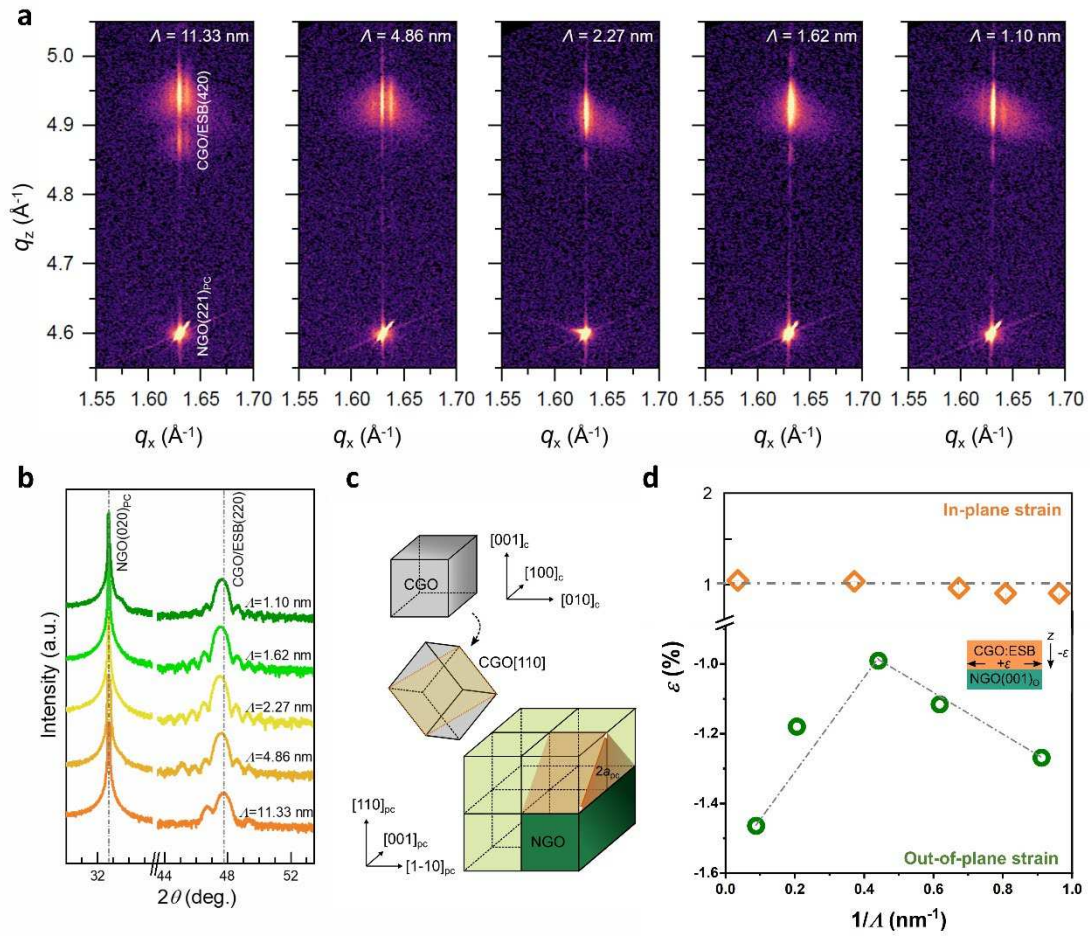 a
Λ = 11.33 nm
Λ = 4.86 nm
Λ = 2.27 nm
Λ = 1.62 nm
Λ = 1.10 nm
5.0
4.9
4.8
4.7
4.6
qz (Å-1)
CGO/ESB(420)
NGO(221)PC
1.55 1.60 1.65 1.70
1.55 1.60 1.65 1.70
1.55 1.60 1.65 1.70
1.55 1.60 1.65 1.70
1.55 1.60 1.65 1.70
qx (Å-1)
qx (Å-1)
qx (Å-1)
qx (Å-1)
qx (Å-1)
b
Intensity (a.u.)
NGO(020)PC
CGO/ESB(220)
Λ=1.10 nm
Λ=1.62 nm
Λ=2.27 nm
Λ=4.86 nm
Λ=11.33 nm
32 44 48 52
2θ (deg.)
c
CGO
[001]c
[100]c
[010]c
CGO[110]
2apc
NGO
[110]pc
[001]pc
[1-10]pc
d
2
In-plane strain
1
ε (%)
-1.0
-1.2
-1.4
-1.6
CGO:ESB
+ε
NGO(001)O
z
-ε
Out-of-plane strain
0.0 0.2 0.4 0.6 0.8 1.0
1/Λ (nm-1)